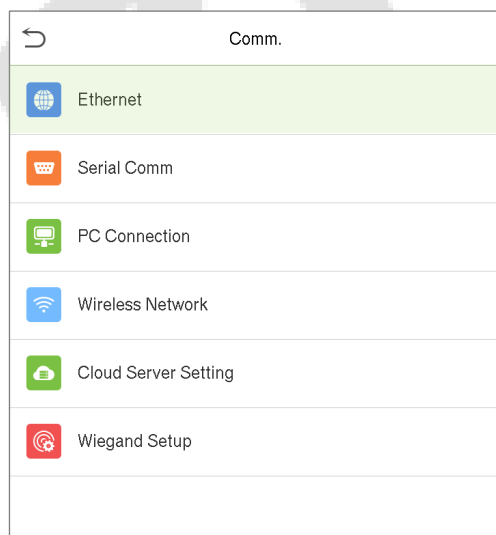 Comm.
Ethernet
Serial Comm
PC Connection
Wireless Network
Cloud Server Setting
Wiegand Setup